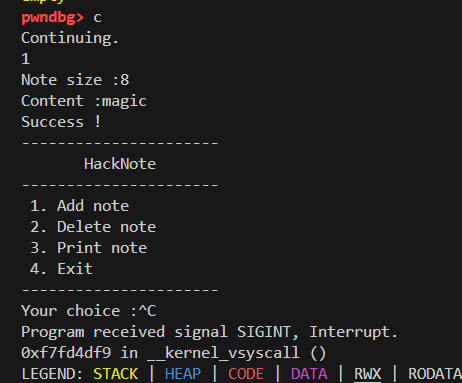 pwndbg> c
Continuing.
1
Note size :8
Content :magic
Success !
----------------------
HackNote
----------------------
1. Add note
2. Delete note
3. Print note
4. Exit
----------------------
Your choice :^C
Program received signal SIGINT, Interrupt.
0xf7fd4df9 in __kernel_vsyscall ()
LEGEND: STACK | HEAP | CODE | DATA | RWX | RODATA